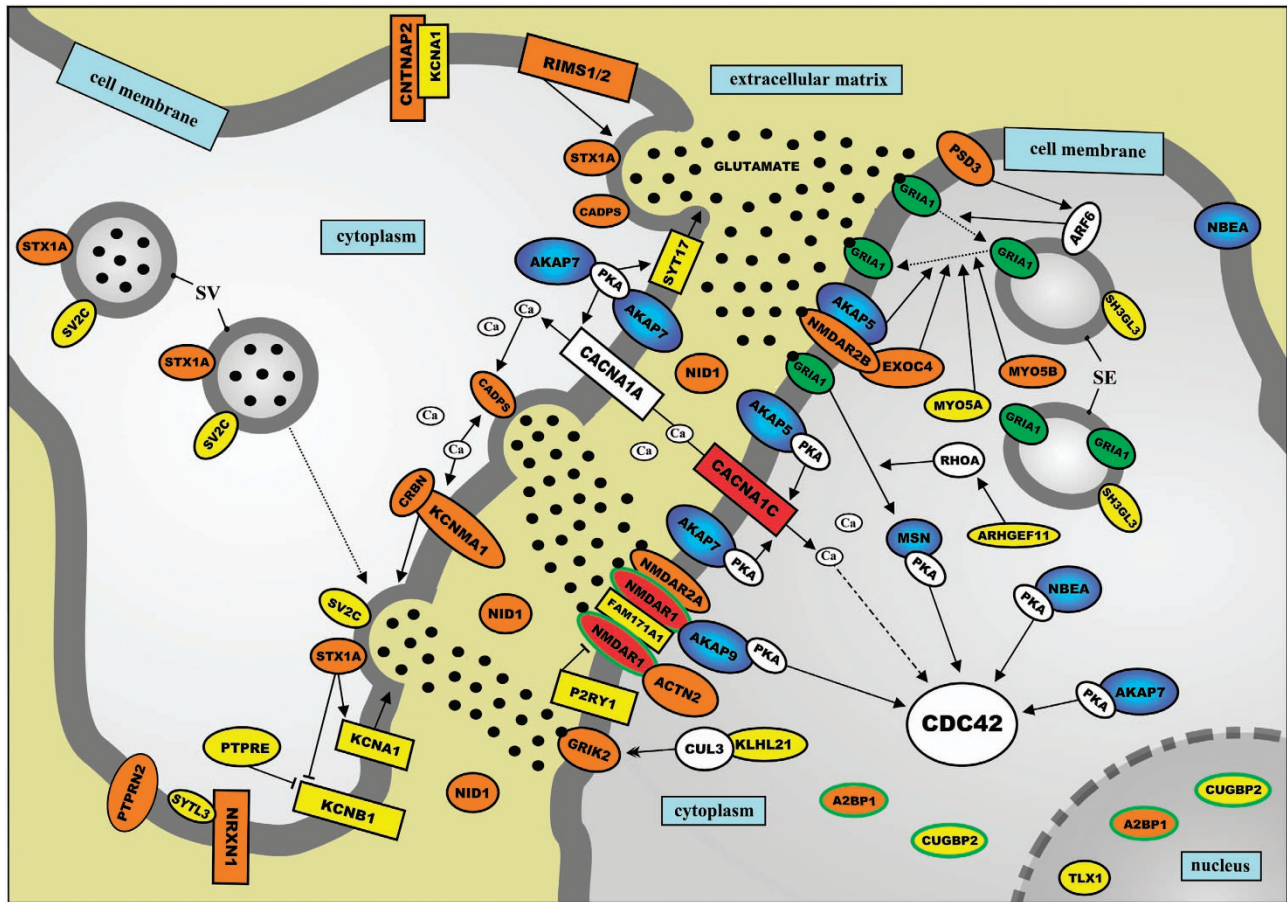 CNTNAP2
KCNA1
RIMS1/2
cell membrane
extracellular matrix
STX1A
GLUTAMATE
PSD3
cell membrane
GRIA1
CADPS
ARF6
NBEA
cytoplasm
STX1A
AKAP7
PKA
SYT17
GRIA1
GRIA1
SV
AKAP7
AKAP5
SH3GL3
SV2C
Ca
Ca
NMDAR2B
EXOC4
MYO5B
STX1A
CACNA1A
NID1
GRIA1
SE
CADPS
MYO5A
Ca
AKAP5
GRIA1
SV2C
Ca
Ca
Ca
PKA
RHOA
GRIA1
CRBN
KCNMA1
CACNA1C
SH3GL3
Ca
AKAP7
MSN
ARHGEF11
PKA
Ca
PKA
NMDAR2A
NBEA
SV2C
NID1
NMDAR1
PKA
FAM171A1
STX1A
NMDAR1
AKAP9
PKA
P2RY1
ACTN2
AKAP7
PKA
CDC42
PTPRE
KCNA1
GRIK2
CUL3
KLHL21
PTPRN2
SYTL3
NRXN1
KCNB1
NID1
cytoplasm
A2BP1
CUGBP2
A2BP1
CUGBP2
TLX1
nucleus